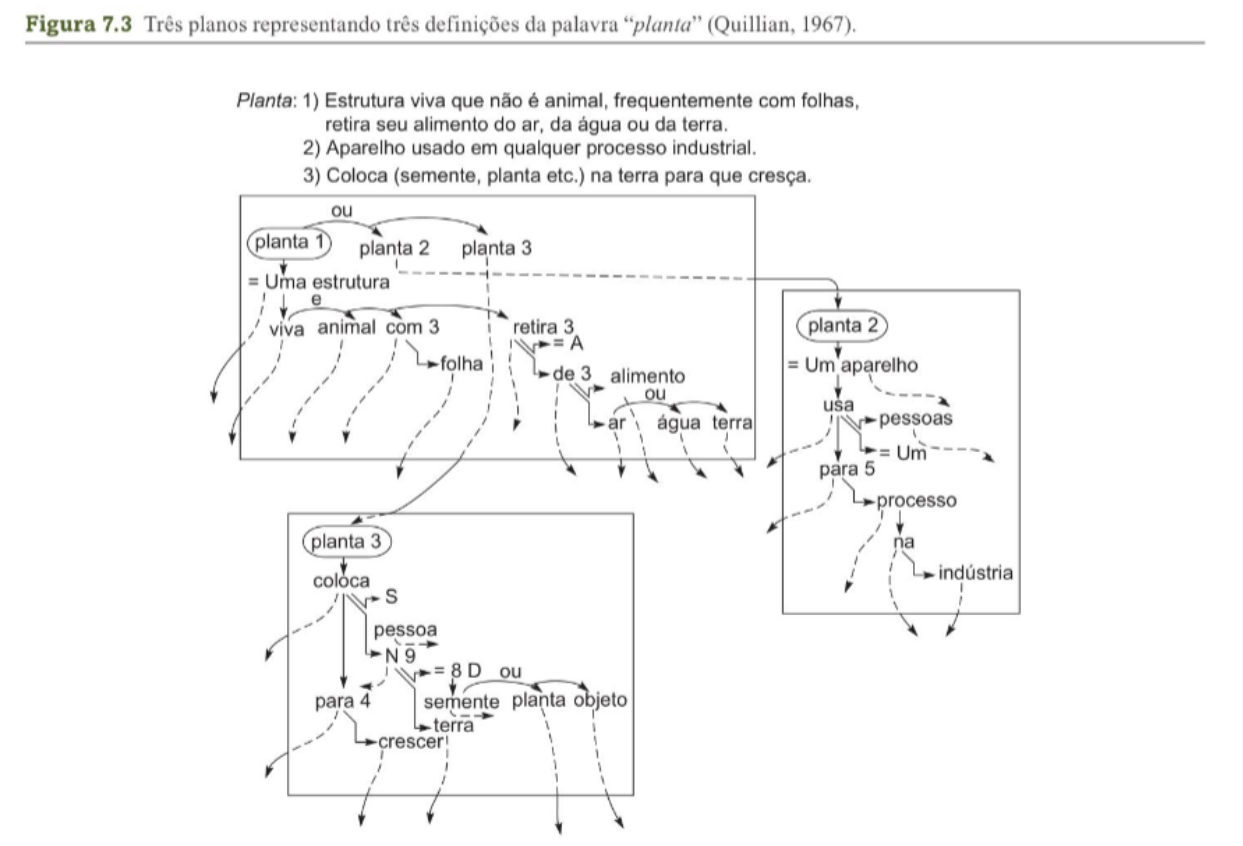 Figura 7.3 Três planos representando três definições da palavra “planta” (Quillian, 1967).
Planta: 1) Estrutura viva que não é animal, frequentemente com folhas,
retira seu alimento do ar, da água ou da terra.
2) Aparelho usado em qualquer processo industrial.
3) Coloca (semente, planta etc.) na terra para que cresça.
ou
planta 1 planta 2 planta 3
= Uma estrutura
e
viva animal com 3 retira 3
= A
folha
de 3 alimento
ou
ar água terra
planta 2
= Um aparelho
usa
pessoas
= Um
para 5
processo
na
indústria
planta 3
coloca
S
pessoa
N 9
= 8 D ou
para 4 semente planta objeto
terra
crescer